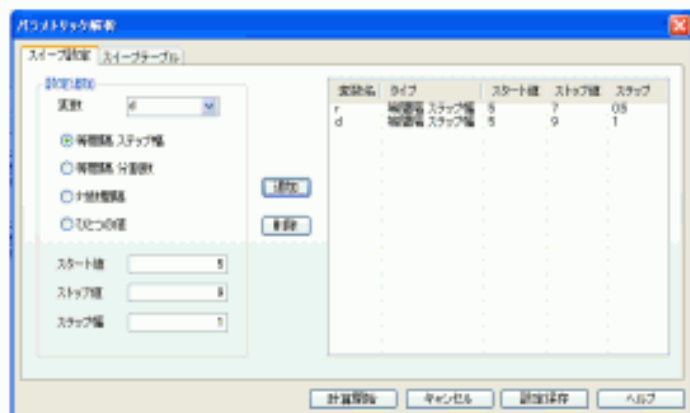 パラメトリック解析
スイープ設定 スイープテーブル
設定追加
変数 d
等間隔 ステップ幅
等間隔 分割数
対数間隔
ひとつの値
スタート値 5
ストップ値 9
ステップ幅 1
追加
削除
変数名 タイプ スタート値 ストップ値 ステップ
r 等間隔 ステップ幅 5 7 0.5
d 等間隔 ステップ幅 5 9 1
計算開始 キャンセル 設定保存 ヘルプ